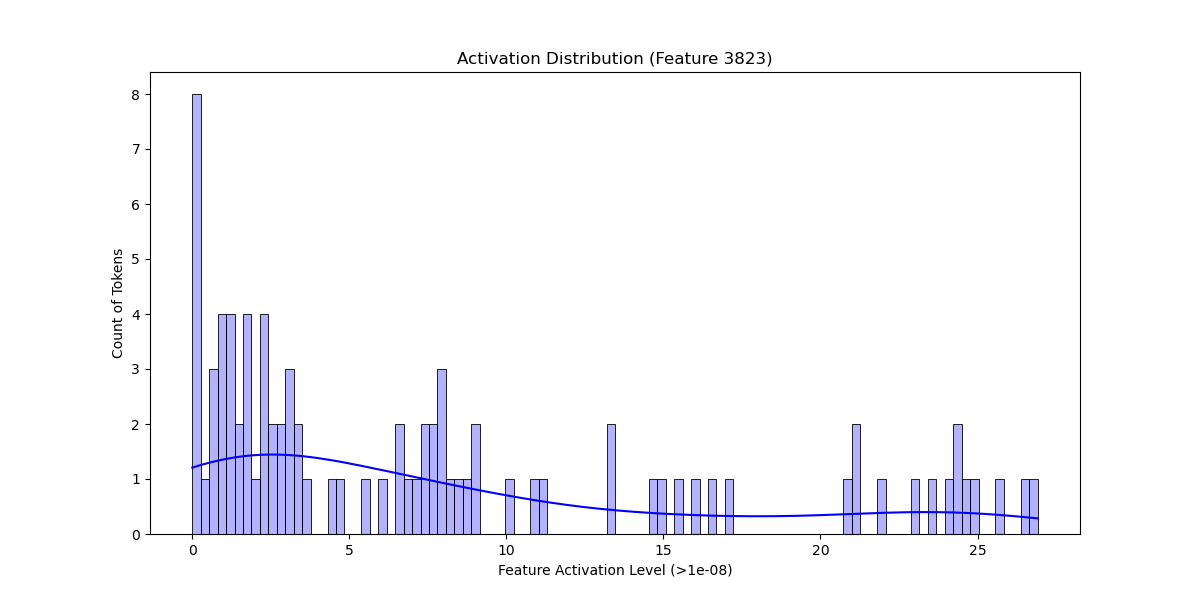 Activation Distribution (Feature 3823)
8
7
6
5
4
3
2
1
0
Count of Tokens
0 5 10 15 20 25
Feature Activation Level (>1e-08)